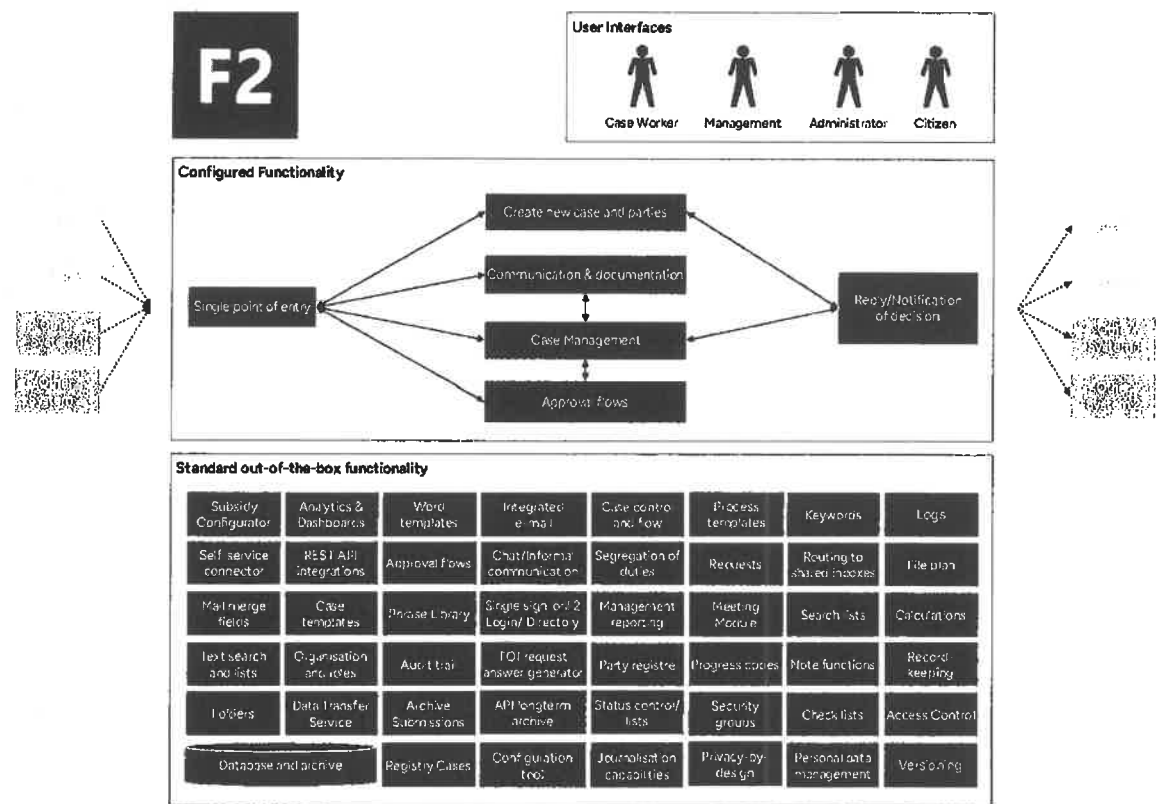 F2
User Interfaces
Case Worker
Management
Administrator
Citizen
Configured Functionality
Create new case and parties
Communication & documentation
Single point of entry
Case Management
Approval flows
Reply/Notification
of decision
Standard out-of-the-box functionality
Subsidy
Configurator
Analytics &
Dashboards
Word
templates
Integrated
e-mail
Case control
and flow
Process
templates
Keywords
Logs
Self-service
connector
REST API
integrations
Approval flows
Chat/Informal
communication
Segregation of
duties
Requests
Routing to
shared inboxes
File plan
Mail merge
fields
Case
templates
Phrase Library
Single sign on/ 2
Login/ Directory
Management
reporting
Meeting
Module
Search lists
Calculations
Text search
and lists
Organisation
and roles
Audit trail
FOI request
answer generator
Party registre
Progress codes
Note functions
Record
keeping
Folders
Data Transfer
Service
Archive
Submissions
API longterm
archive
Status control/
lists
Security
groups
Check lists
Access Control
Database and archive
Registry Cases
Configuration
tool
Journalisation
capabilities
Privacy-by-
design
Personal data
management
Versioning